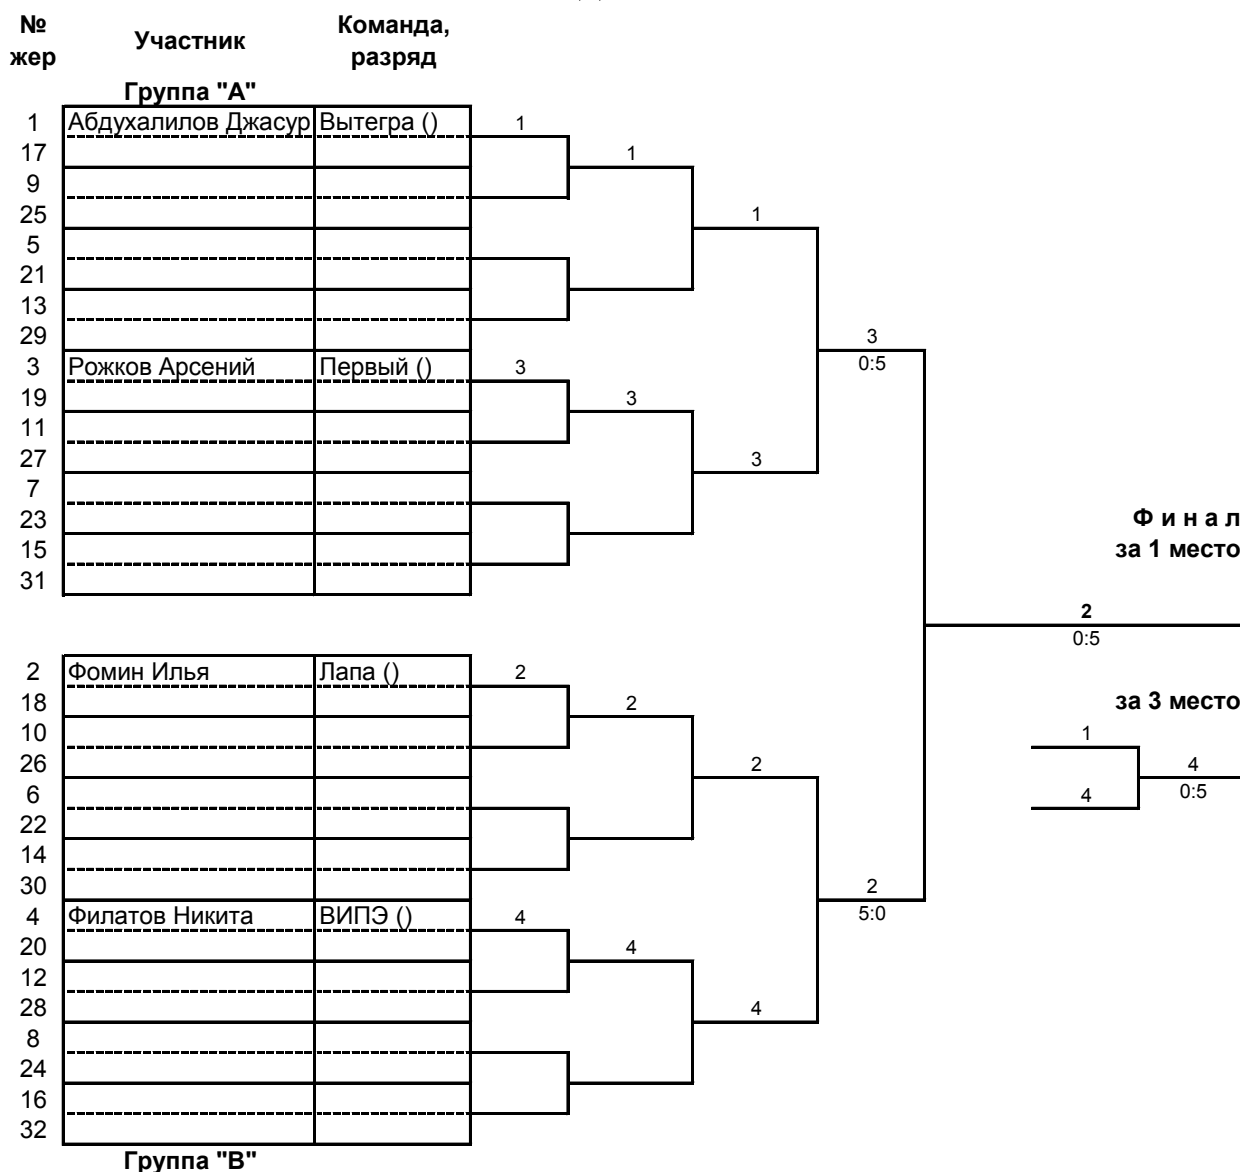 № жер Участник Команда, разряд
Группа "А"
1 Абдухалилов Джасур Вытегра () 1
17 1
9
25 1
5
21
13
29 3
3 Рожков Арсений Первый () 3 0:5
19 3
11
27 3
7
23 Ф и н а л
15 за 1 место
31
2
0:5
2 Фомин Илья Лапа () 2
18 2 за 3 место
10 1
26 2 4
6 4 0:5
22
14
30 2
4 Филатов Никита ВИПЭ () 4 5:0
20 4
12
28 4
8
24
16
32
Группа "В"